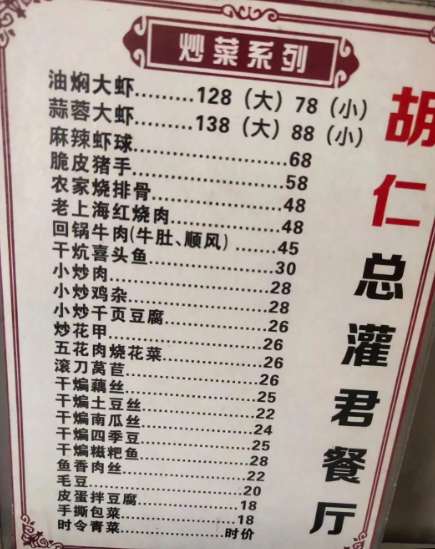 炒菜系列
油焖大虾.........128（大）78（小）
蒜蓉大虾.........138（大）88（小）
麻辣虾球....................68
脆皮猪手....................58
农家烧排骨..................48
老上海红烧肉................48
回锅牛肉(牛肚、顺风)......45
干炕喜头鱼..................30
小炒肉......................28
小炒鸡杂....................28
小炒千页豆腐................26
炒花甲......................26
五花肉烧花菜................26
滚刀莴苣....................26
干煸藕丝....................25
干煸土豆丝..................22
干煸南瓜丝..................24
干煸四季豆..................25
干煸糍粑鱼..................28
鱼香肉丝....................22
毛豆........................20
皮蛋拌豆腐..................18
手撕包菜....................18
时令青菜....................时价
胡仁总灌君餐厅